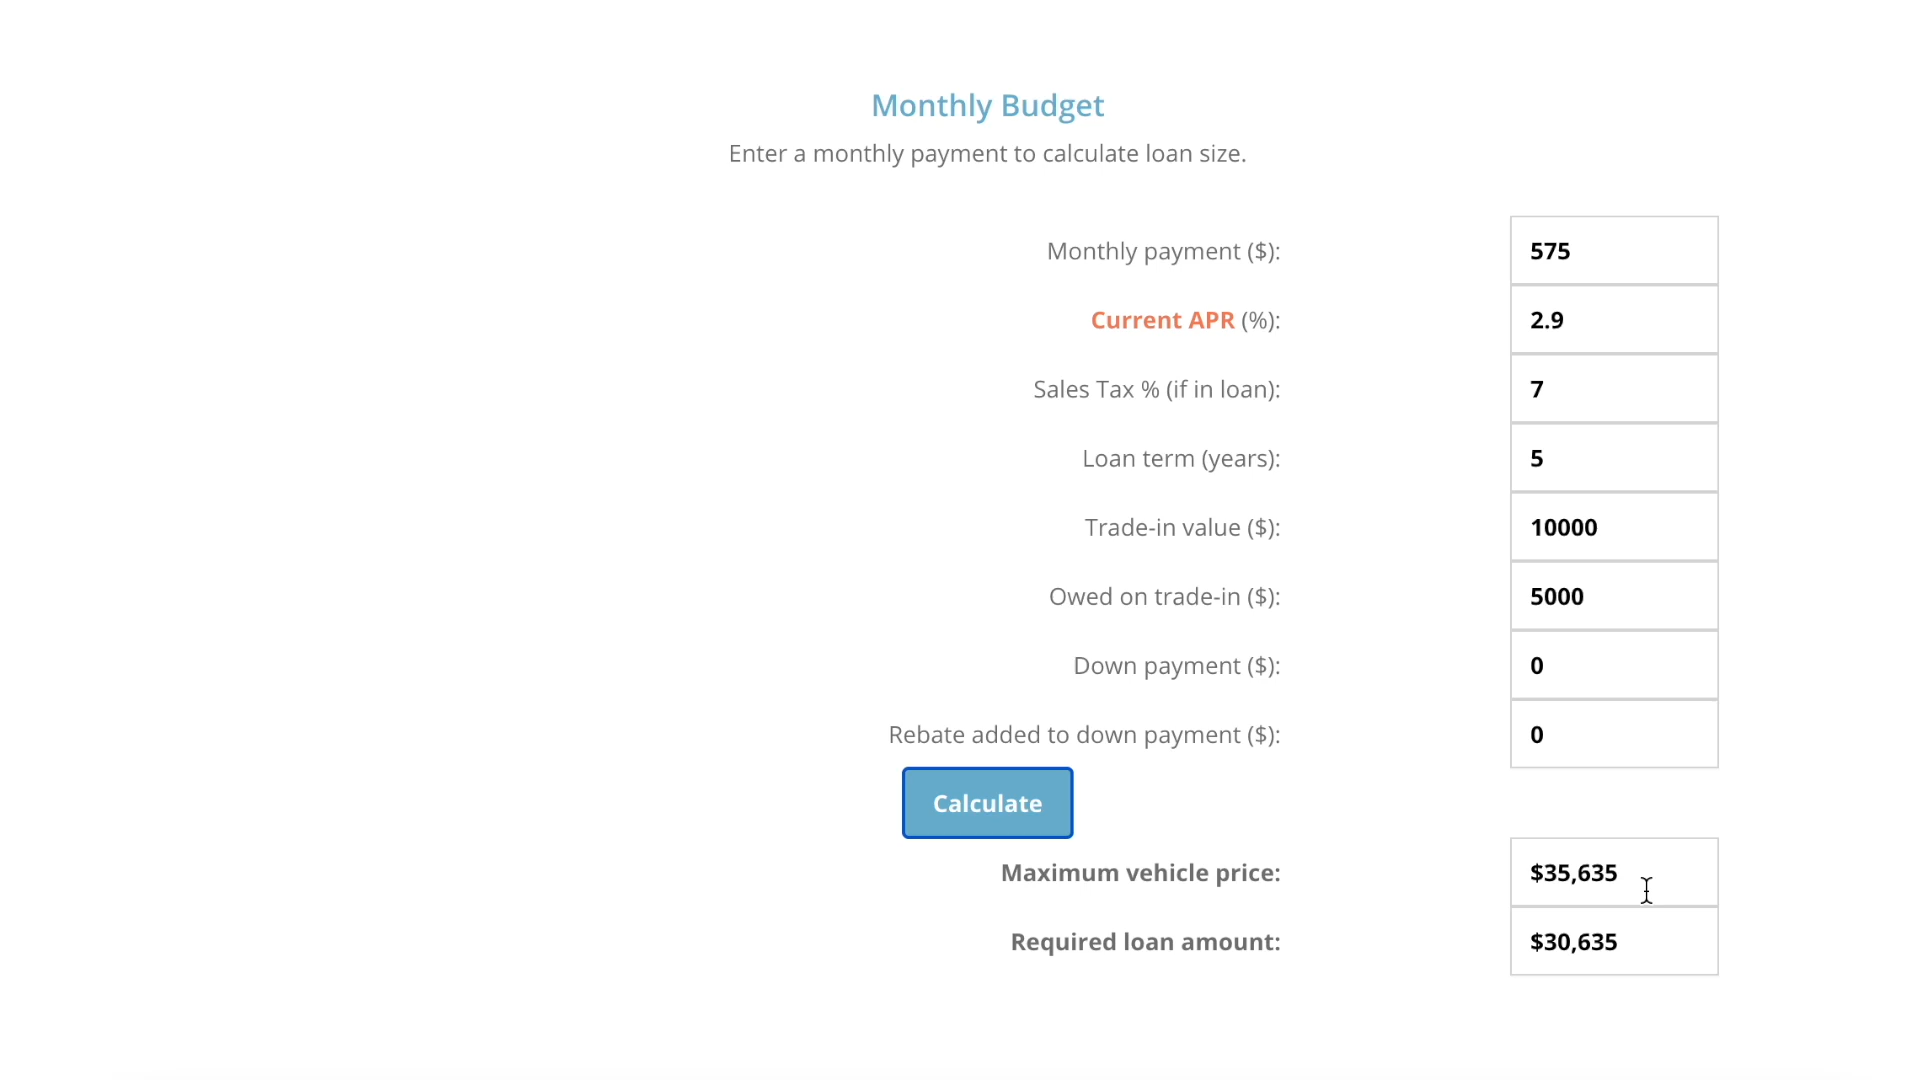 Monthly Budget
Enter a monthly payment to calculate loan size.
Monthly payment ($): 575
Current APR (%): 2.9
Sales Tax % (if in loan): 7
Loan term (years): 5
Trade-in value ($): 10000
Owed on trade-in ($): 5000
Down payment ($): 0
Rebate added to down payment ($): 0
Calculate
Maximum vehicle price: $35,635
Required loan amount: $30,635